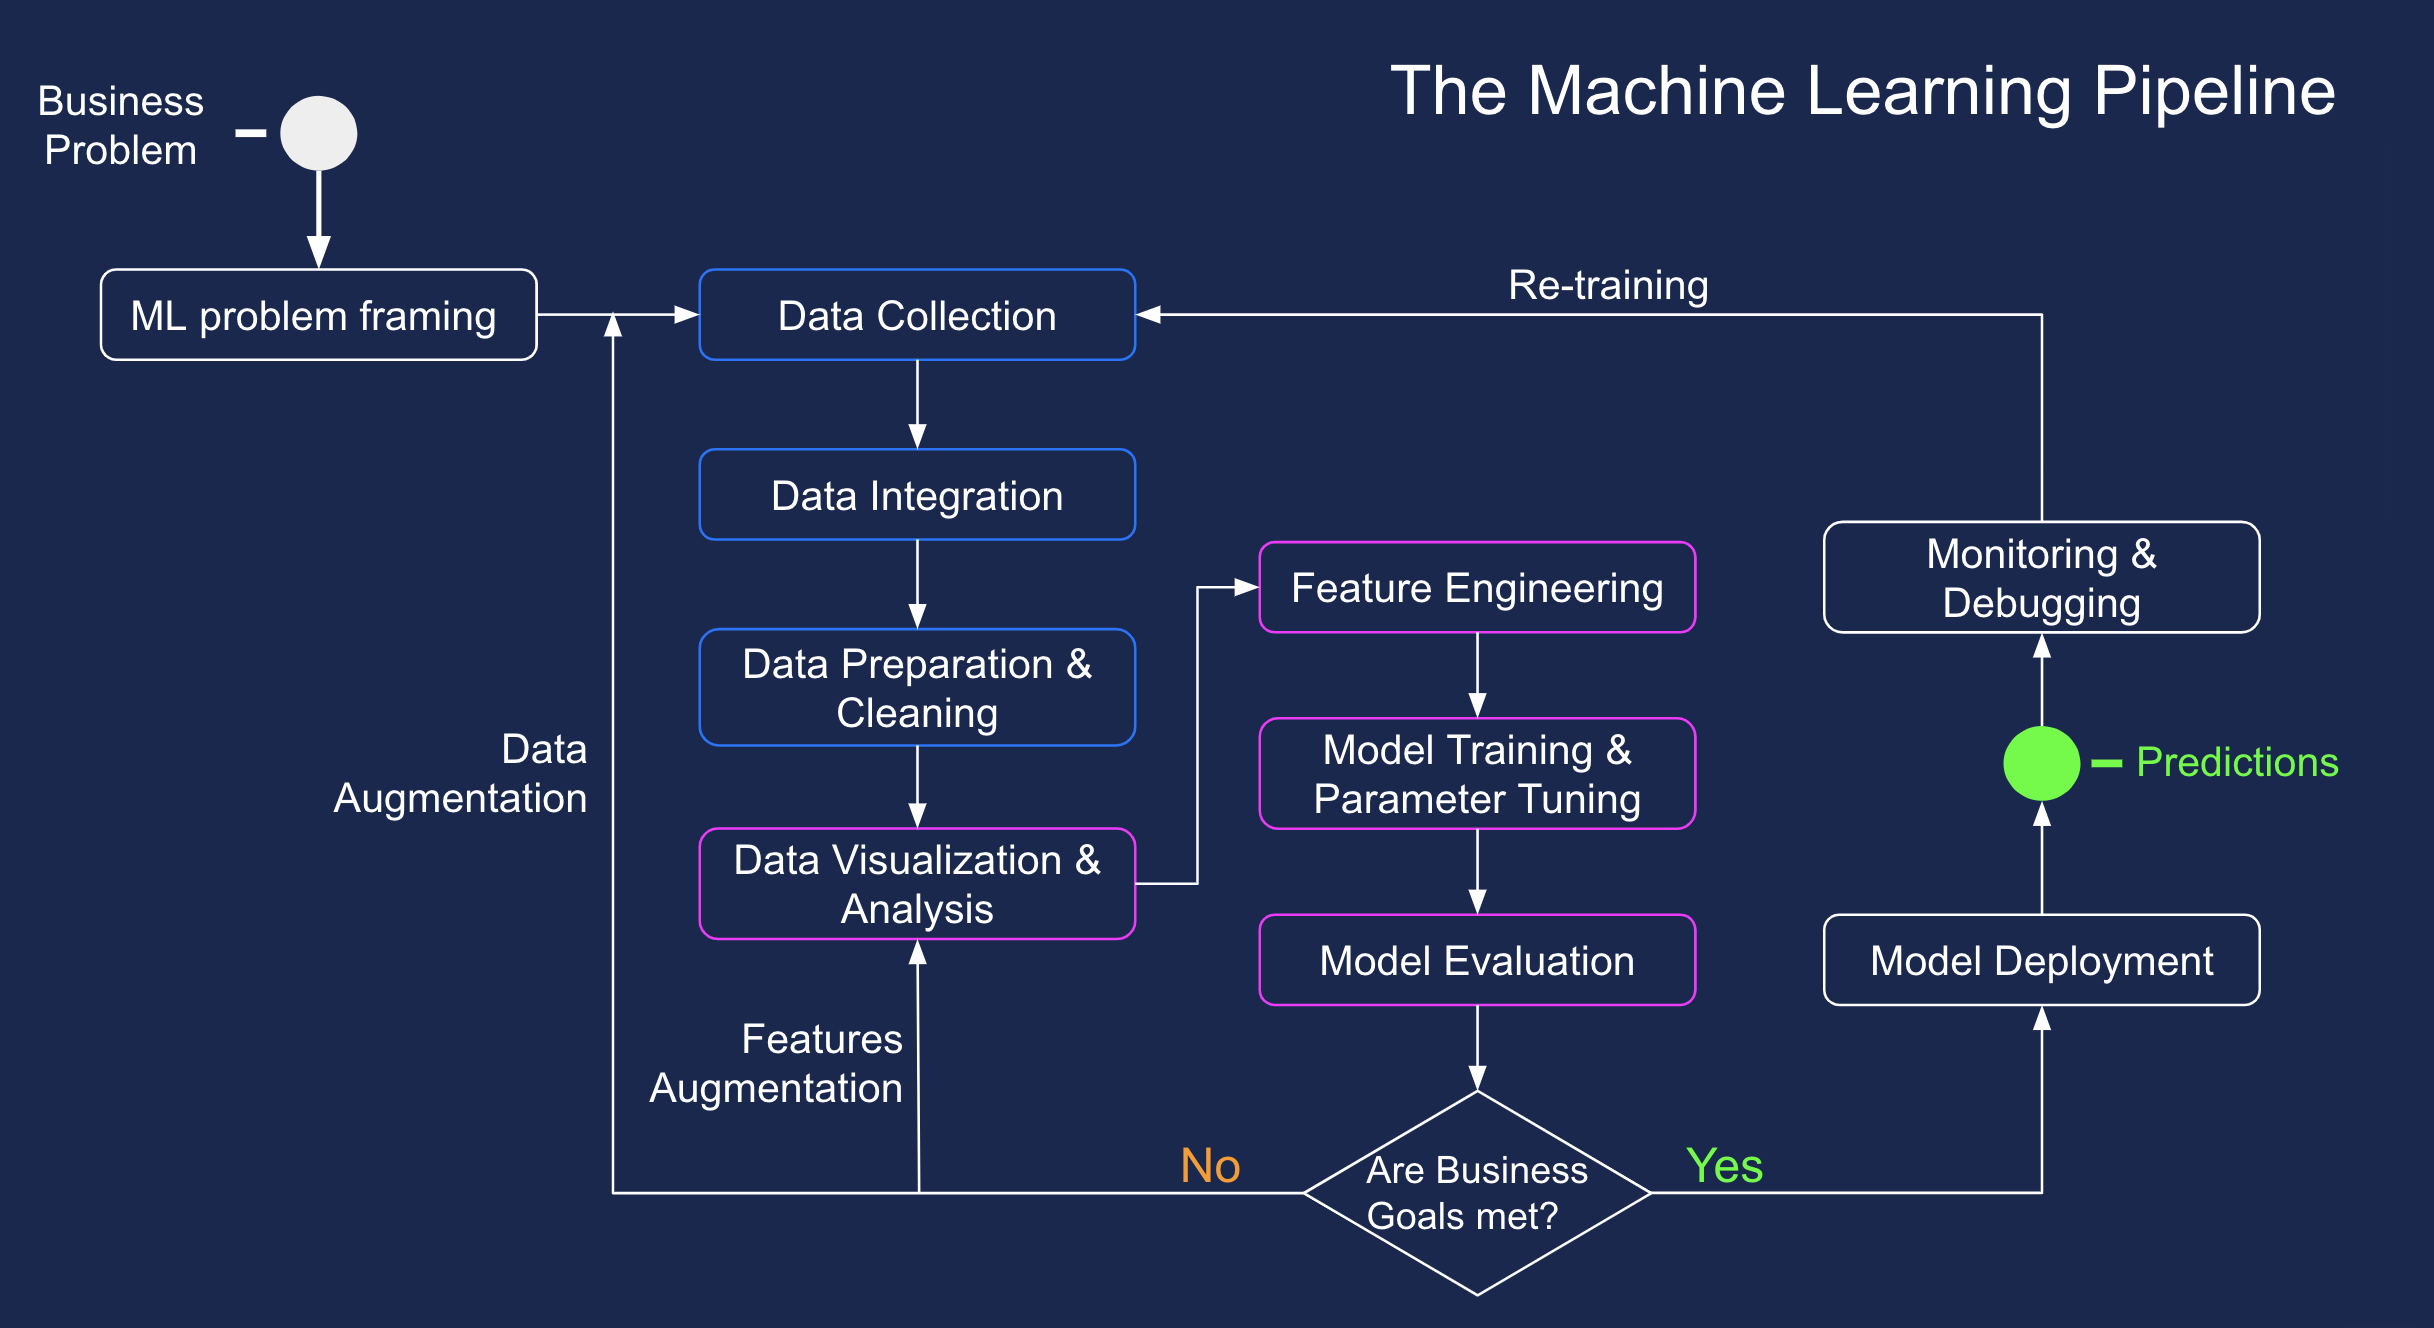 The Machine Learning Pipeline
Business
Problem
ML problem framing
Data Collection
Re-training
Data Integration
Data Preparation &
Cleaning
Data
Augmentation
Data Visualization &
Analysis
Features
Augmentation
Feature Engineering
Model Training &
Parameter Tuning
Model Evaluation
Are Business
Goals met?
No
Yes
Model Deployment
Predictions
Monitoring &
Debugging